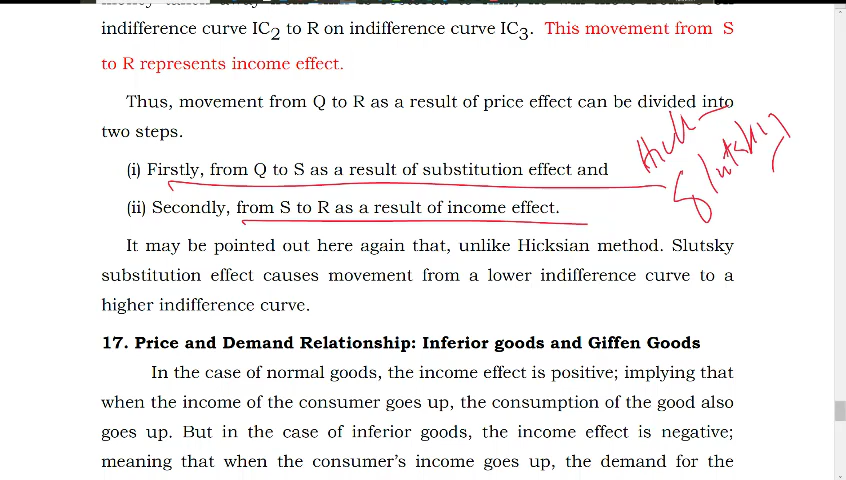 indifference curve IC2 to R on indifference curve IC3. This movement from S
to R represents income effect.
Thus, movement from Q to R as a result of price effect can be divided into
two steps.
(i) Firstly, from Q to S as a result of substitution effect and
(ii) Secondly, from S to R as a result of income effect.
Slutsky
It may be pointed out here again that, unlike Hicksian method. Slutsky
substitution effect causes movement from a lower indifference curve to a
higher indifference curve.
17. Price and Demand Relationship: Inferior goods and Giffen Goods
In the case of normal goods, the income effect is positive; implying that
when the income of the consumer goes up, the consumption of the good also
goes up. But in the case of inferior goods, the income effect is negative;
meaning that when the consumer's income goes up, the demand for the